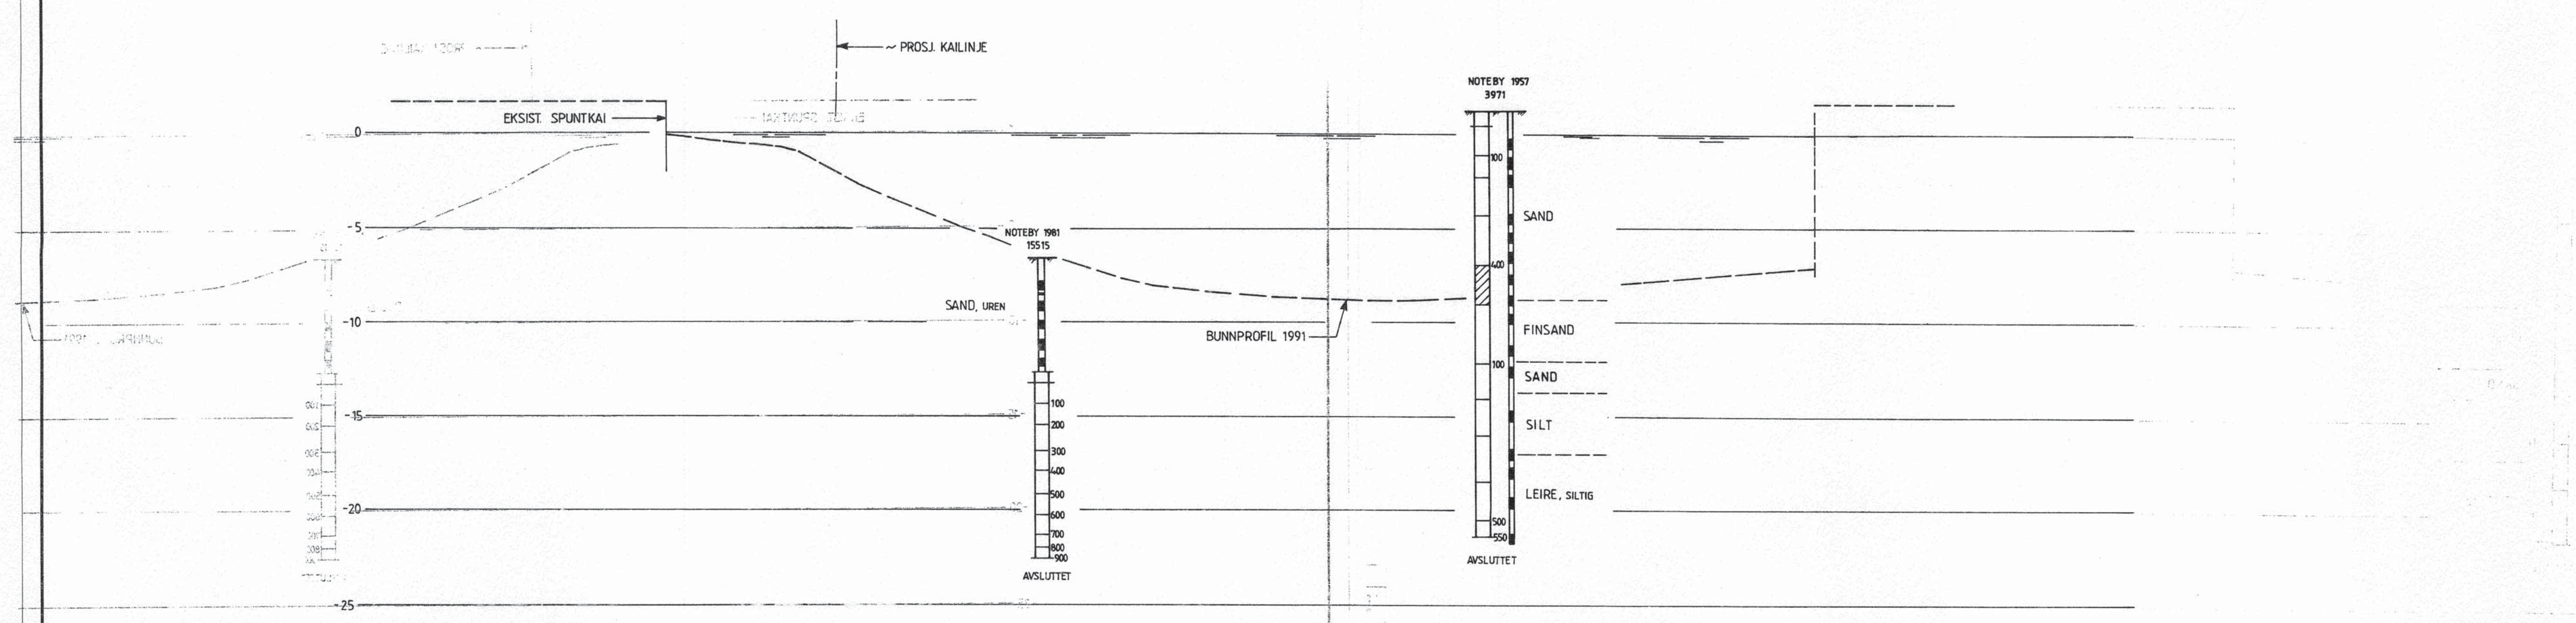 ~ PROSJ. KAILINJE
NOTEBY 1957
3971
EKSIST. SPUNTKAI
0
100
SAND
-5
NOTEBY 1981
15515
400
SAND, UREN
-10
BUNNPROFIL 1991
FINSAND
100
SAND
100
-15
200
SILT
300
400
500
LEIRE, SILTIG
-20
600
500
700
550
800
900
AVSLUTTET
AVSLUTTET
-25